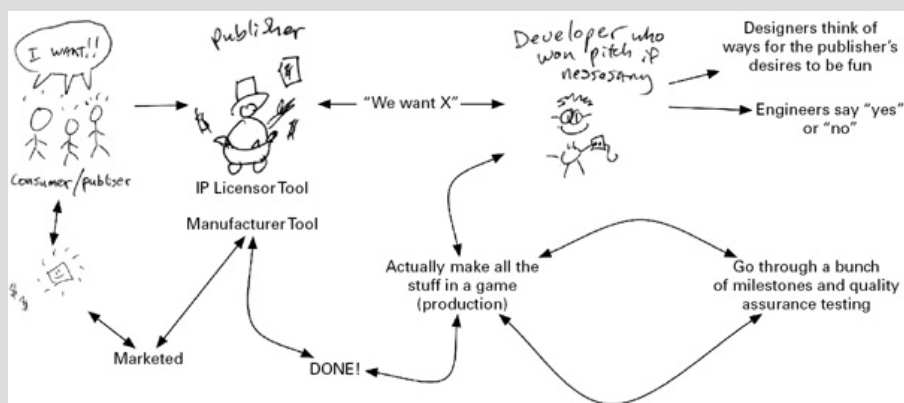 I WANT!!
publisher
Developer who
won pitch if
nessosary
Designers think of
ways for the publisher's
desires to be fun
"We want X"
Engineers say "yes"
or "no"
Consumer/publiser
IP Licensor Tool
Manufacturer Tool
Actually make all the
stuff in a game
(production)
Go through a bunch
of milestones and quality
assurance testing
Marketed
DONE!